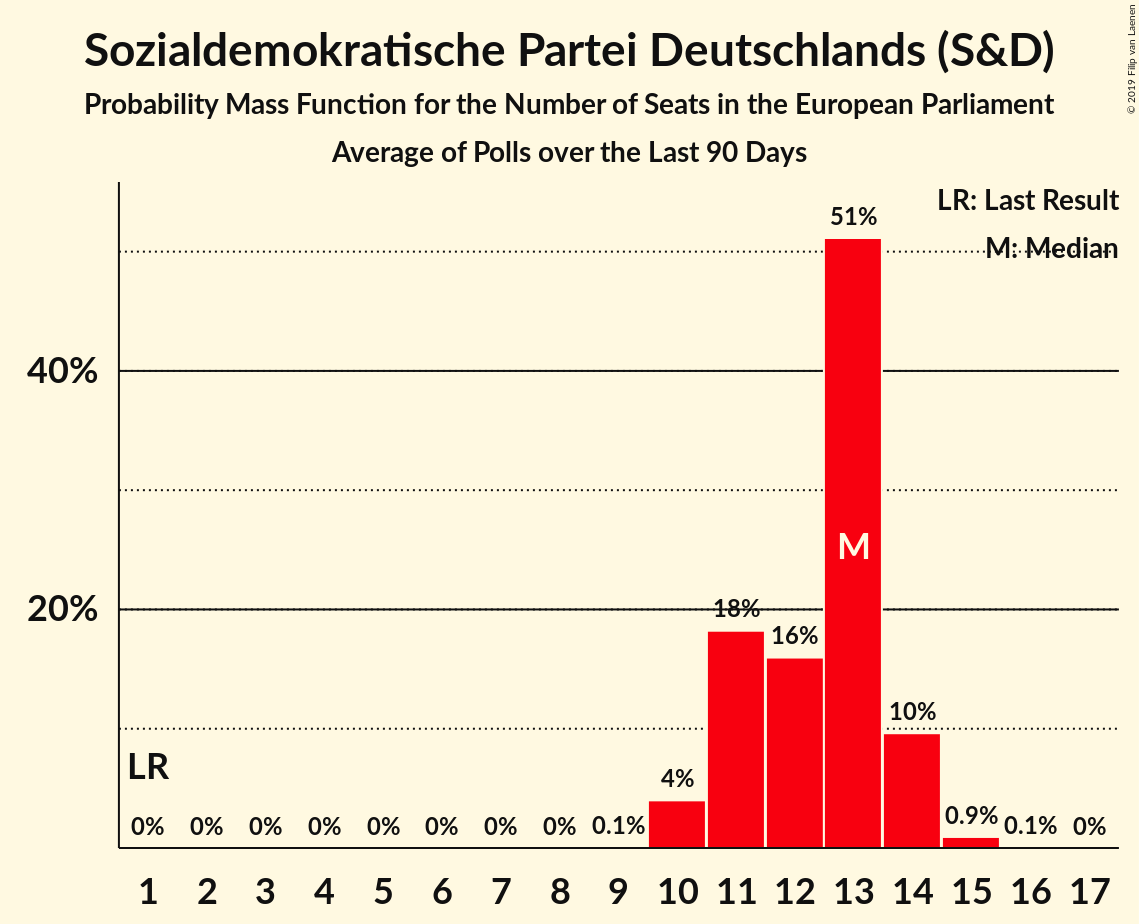 Sozialdemokratische Partei Deutschlands (S&D)
Probability Mass Function for the Number of Seats in the European Parliament
Average of Polls over the Last 90 Days
© 2019 Filip van Laenen
LR: Last Result
M: Median
51%
40%
M
20%
18%
16%
10%
LR
4%
0% 0% 0% 0% 0% 0% 0% 0% 0.1% 0.9% 0.1% 0%
1 2 3 4 5 6 7 8 9 10 11 12 13 14 15 16 17